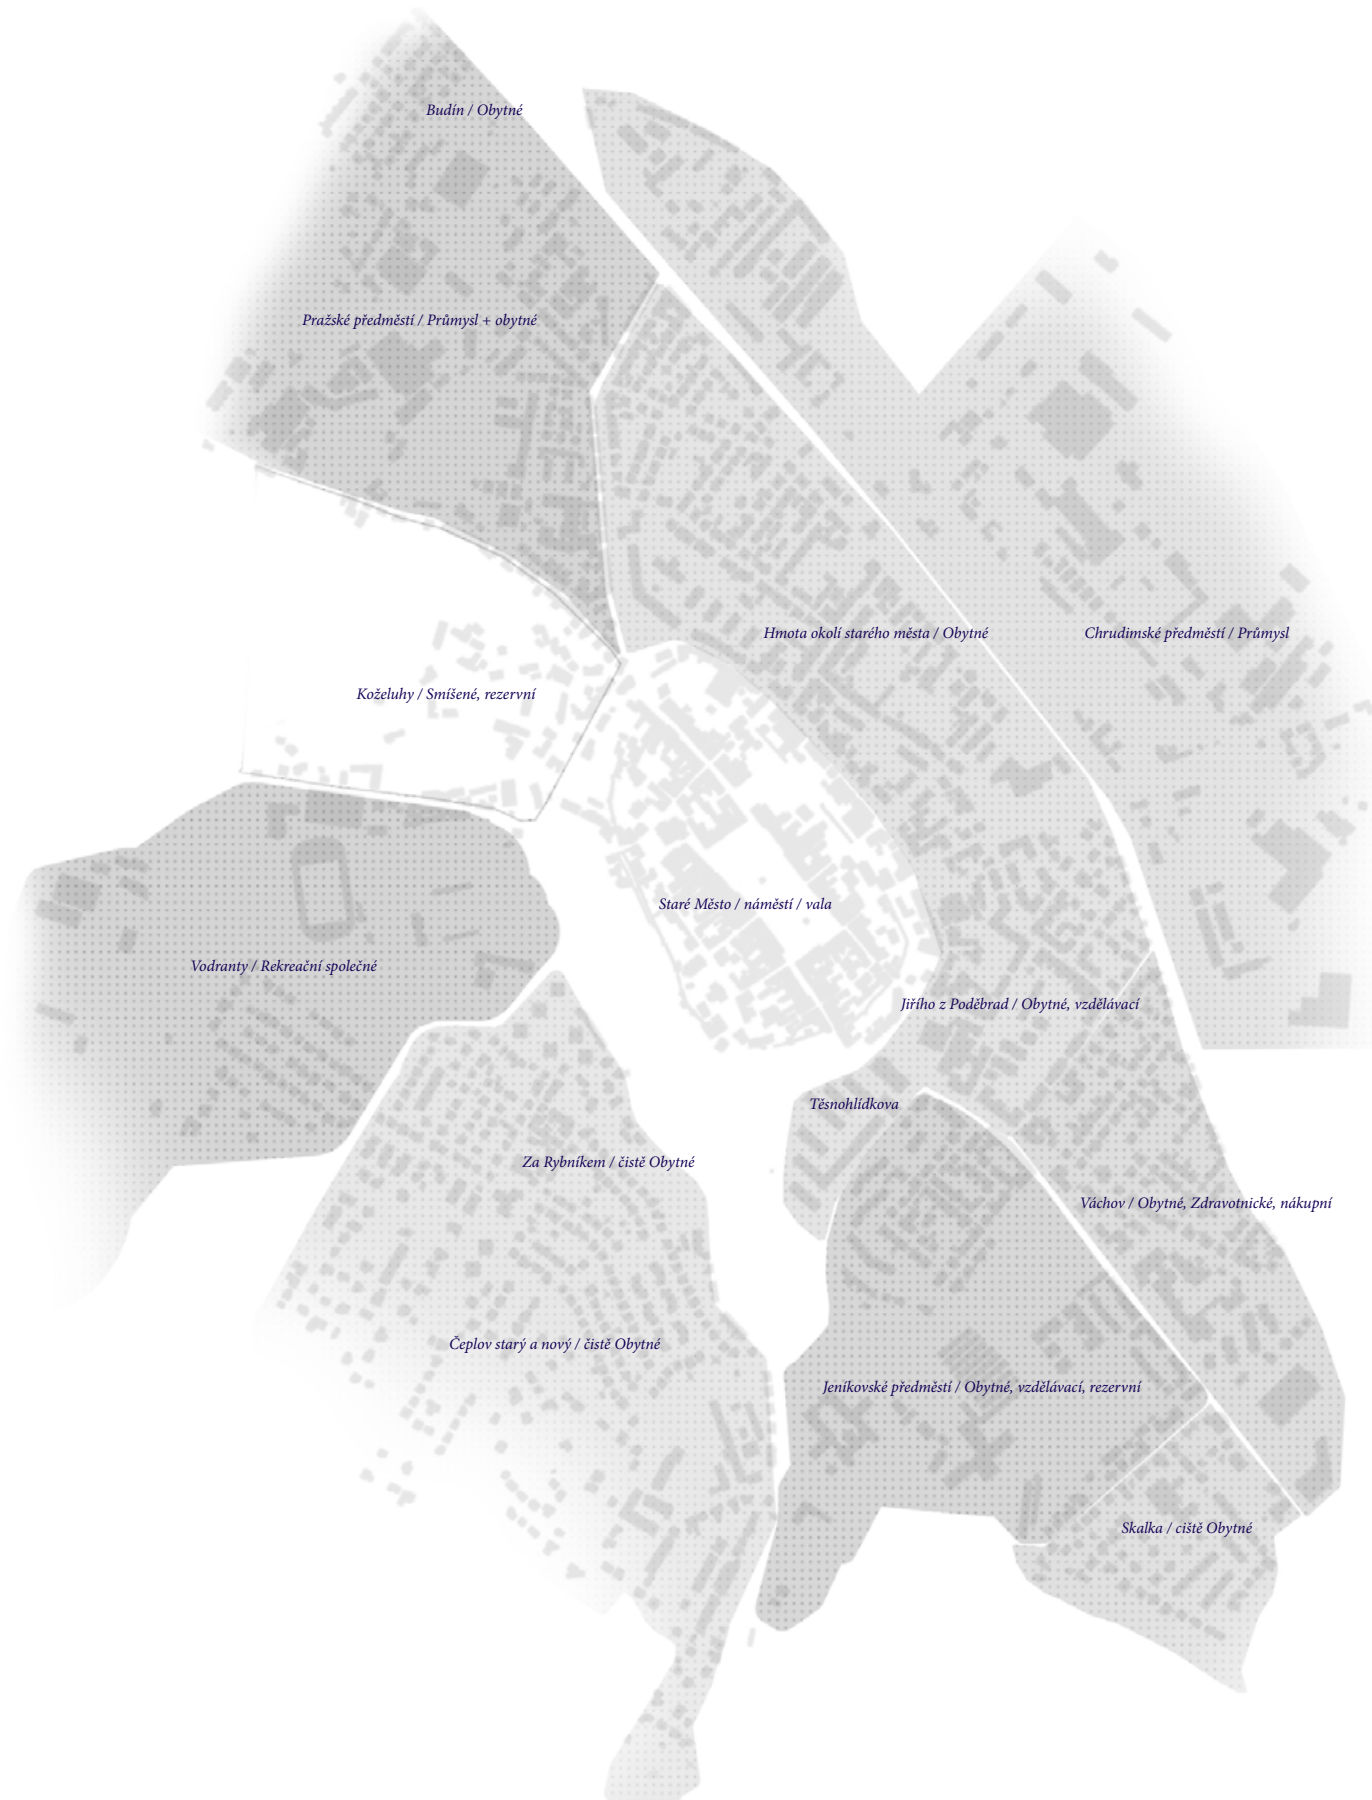 Budín / Obytné
Pražské předměstí / Průmysl + obytné
Hmota okolí starého města / Obytné
Chrudimské předměstí / Průmysl
Koželuhy / Smíšené, rezervní
Staré Město / náměstí / vala
Vodranty / Rekreační společné
Jiřího z Poděbrad / Obytné, vzdělávací
Těsnohlídkova
Za Rybníkem / čistě Obytné
Váchov / Obytné, Zdravotnické, nákupní
Čeplov starý a nový / čistě Obytné
Jeníkovské předměstí / Obytné, vzdělávací, rezervní
Skalka / ciště Obytné